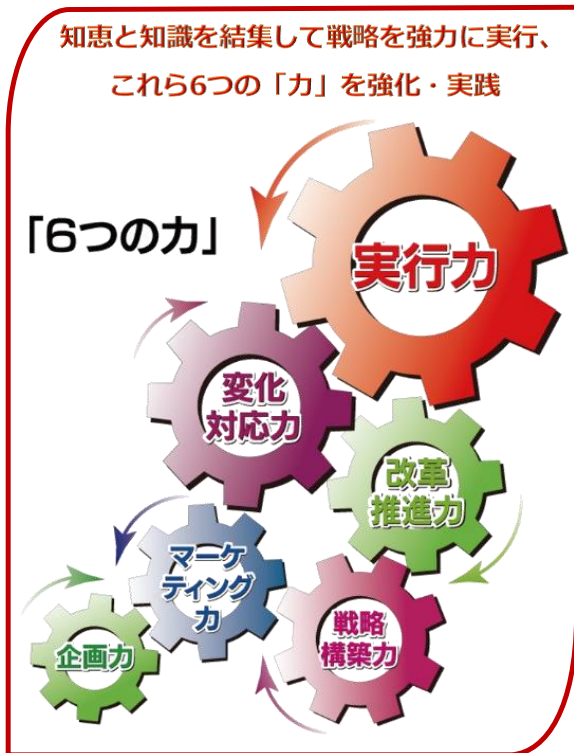 知恵と知識を結集して戦略を強力に実行、
これら6つの「力」を強化・実践
「6つの力」
実行力
変化
対応力
改革
推進力
マーケ
ティング
力
戦略
構築力
企画力